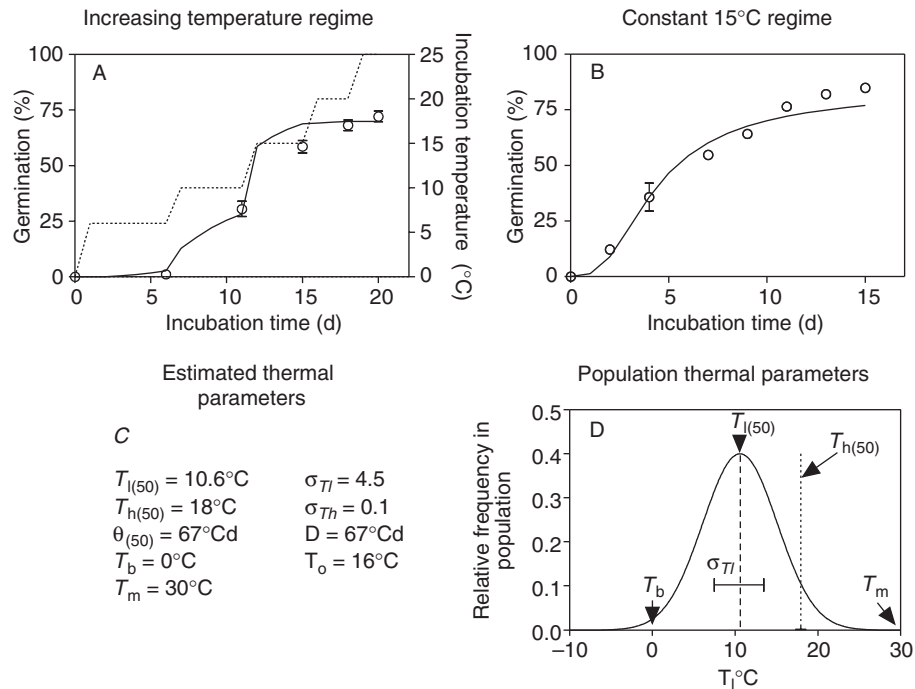 Increasing temperature regime
A
Germination (%)
100
75
50
25
0
0 5 10 15 20
Incubation time (d)
25
20
15
10
5
0
Incubation temperature (°C)
Constant 15°C regime
B
Germination (%)
100
75
50
25
0
0 5 10 15
Incubation time (d)
Estimated thermal
parameters
C
Tl(50) = 10.6°C
Th(50) = 18°C
θ(50) = 67°Cd
Tb = 0°C
Tm = 30°C
σTl = 4.5
σTh = 0.1
D = 67°Cd
To = 16°C
Population thermal parameters
D
Relative frequency in
population
0.5
0.4
0.3
0.2
0.1
0.0
Tl(50)
Th(50)
σTl
Tb
Tm
–10 0 10 20 30
Tl°C